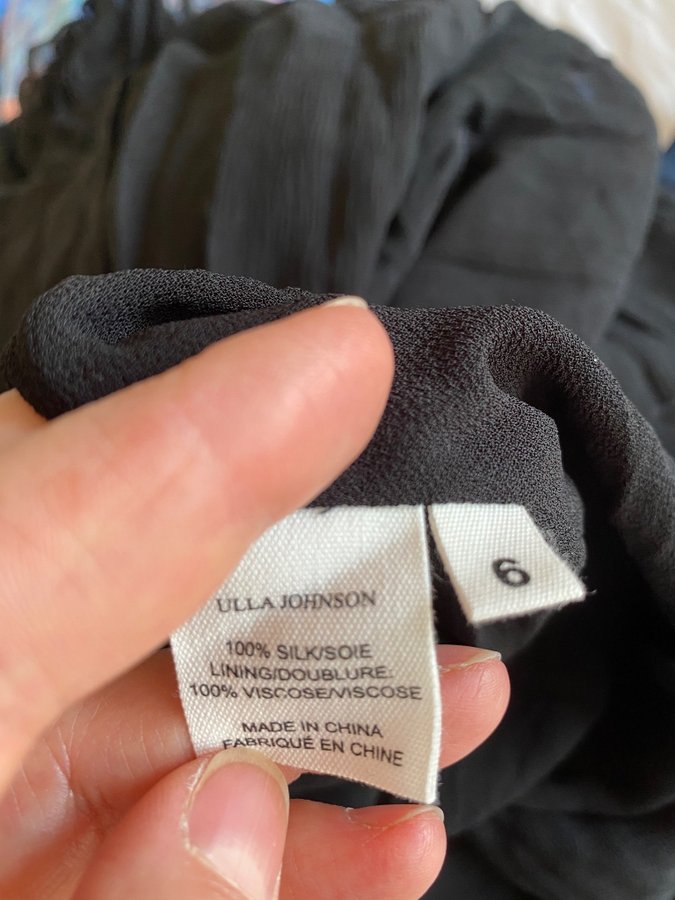 ULLA JOHNSON
100% SILK/SOIE
LINING/DOUBLURE:
100% VISCOSE/VISCOSE
MADE IN CHINA
FABRIQUÉ EN CHINE
6